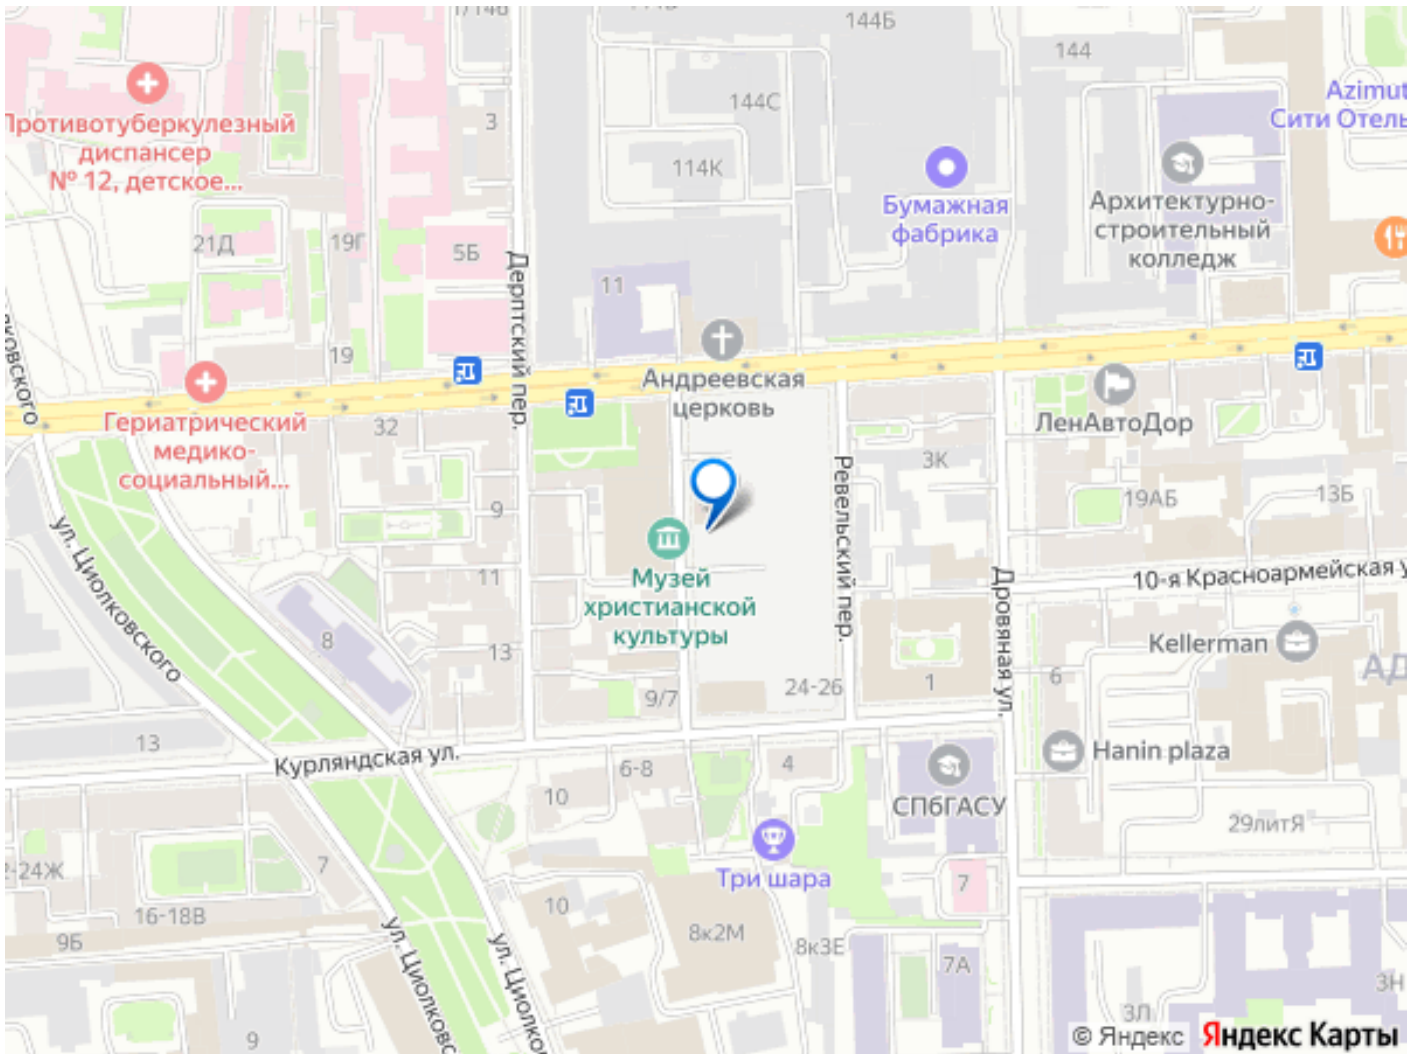 144Б
144
Azimut
Сити Отель
144С
3
Противотуберкулезный
диспансер
№ 12, детское...
114К
Бумажная
фабрика
Архитектурно-
строительный
колледж
21Д
19Г
5Б
11
Дерптский пер.
19
Андреевская
церковь
Гериатрический
медико-
социальный...
32
ЛенАвтоДор
3К
Ревельский пер.
19АБ
13Б
9
ул. Циолковского
11
Музей
христианской
культуры
10-я Красноармейская у
Дровяная ул.
8
13
Kellerman
6
1
24-26
9/7
13
Курляндская ул.
Hanin plaza
6-8
4
10
СПбГАСУ
29литЯ
Три шара
7
7
16-18В
10
9Б
8к2М
8к3Е
7А
ул. Циолковс
ул. Циолко
3Н
3Л
9
© Яндекс Яндекс Карты